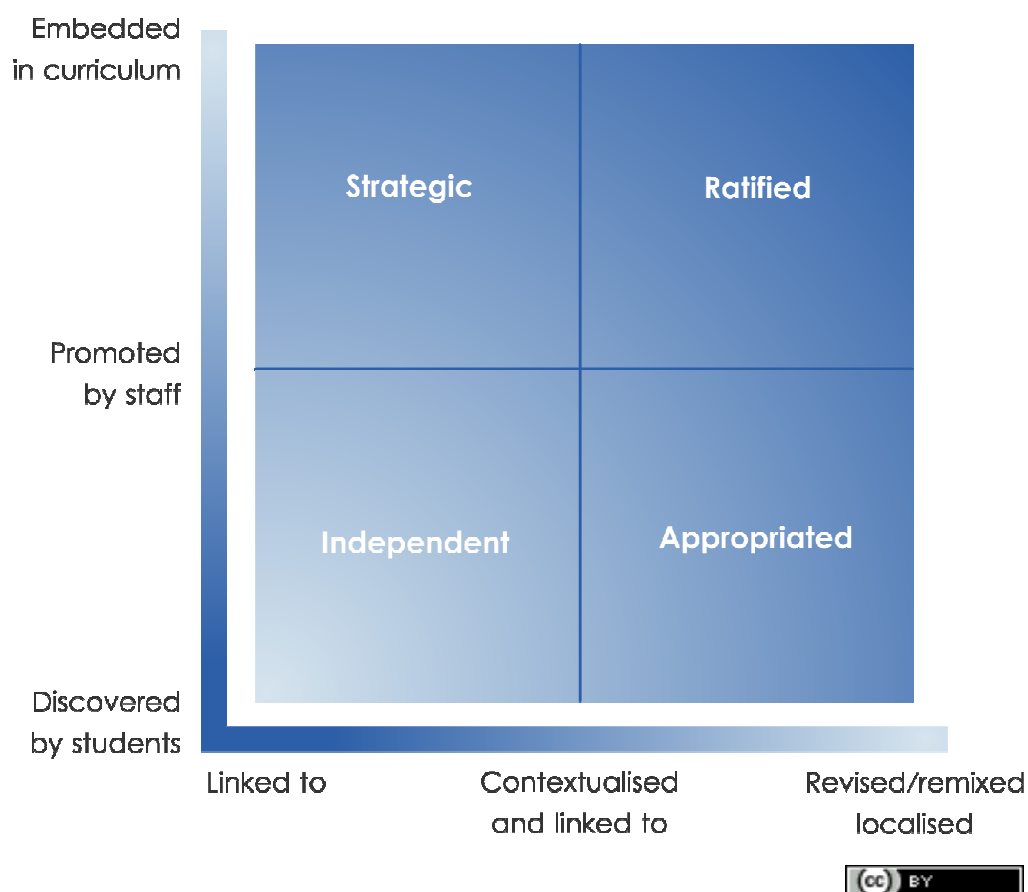 Embedded
in curriculum
Strategic
Ratified
Promoted
by staff
Independent
Appropriated
Discovered
by students
Linked to
Contextualised
and linked to
Revised/remixed
localised
cc BY